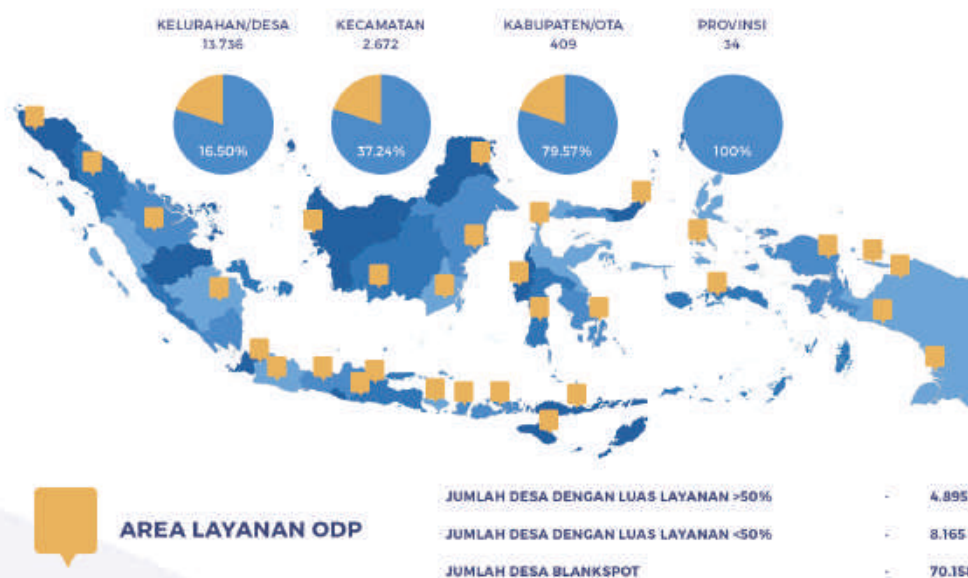 KELURAHAN/DESA
13.736
16.50%
KECAMATAN
2.672
37.24%
KABUPATEN/OTA
409
79.57%
PROVINSI
34
100%
AREA LAYANAN ODP
JUMLAH DESA DENGAN LUAS LAYANAN >50% - 4.895
JUMLAH DESA DENGAN LUAS LAYANAN <50% - 8.165
JUMLAH DESA BLANKSPOT - 70.158